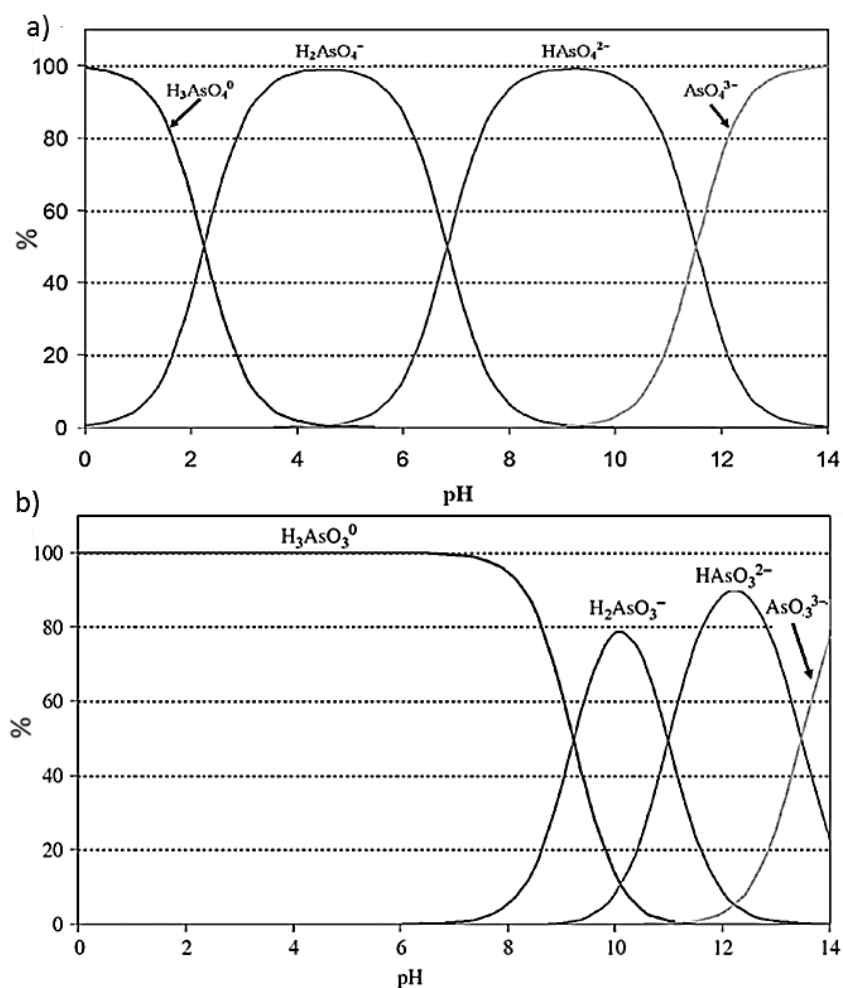 a)
H₂AsO₄⁻ HAsO₄²⁻
H₃AsO₄⁰ AsO₄³⁻
100
80
60
40
20
0
%
0 2 4 6 8 10 12 14
pH
b)
H₃AsO₃⁰
HAsO₃²⁻
H₂AsO₃⁻ AsO₃³⁻
100
80
60
40
20
0
%
0 2 4 6 8 10 12 14
pH